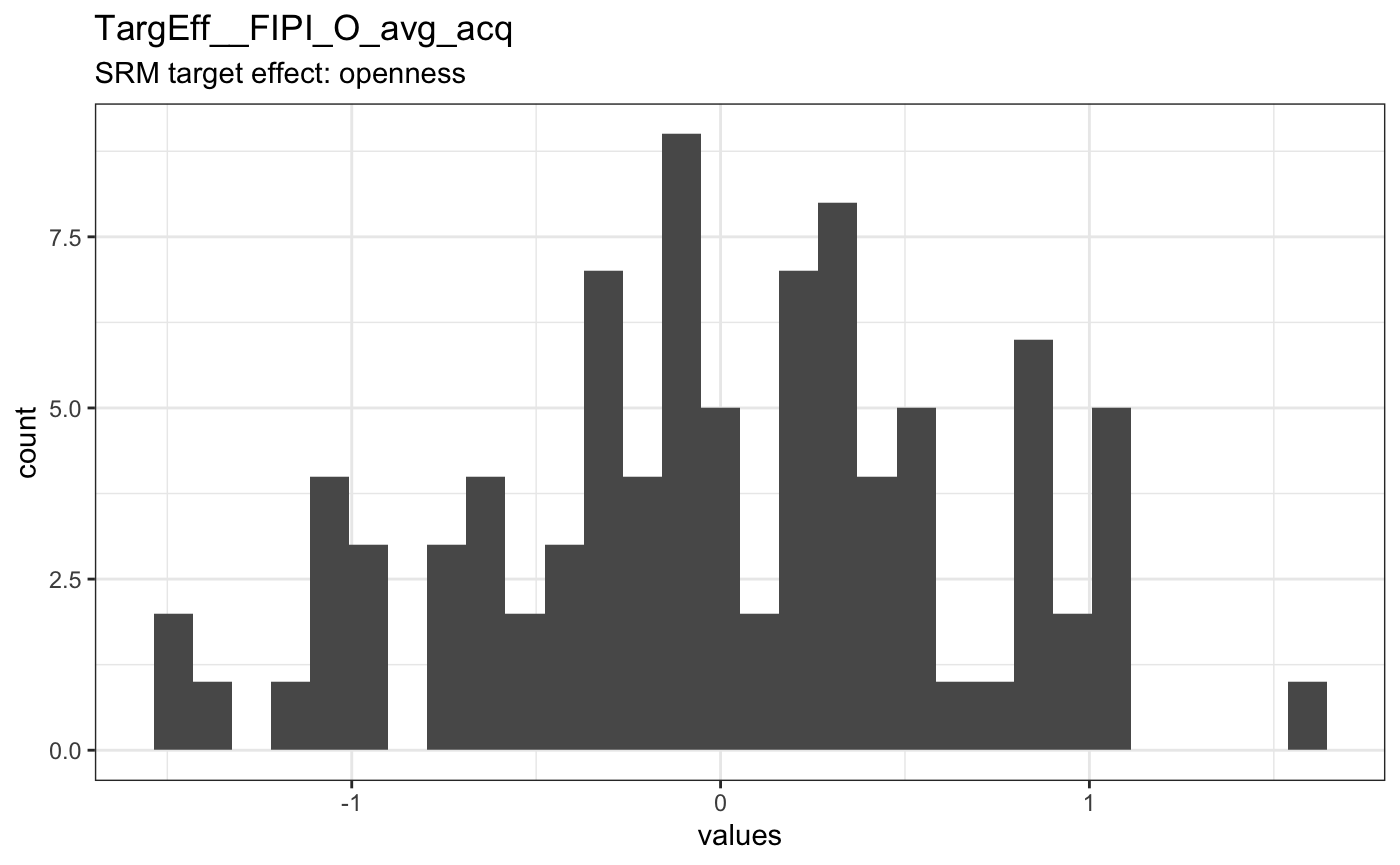 TargEff__FIPI_O_avg_acq
SRM target effect: openness
count
7.5
5.0
2.5
0.0
-1 0 1
values